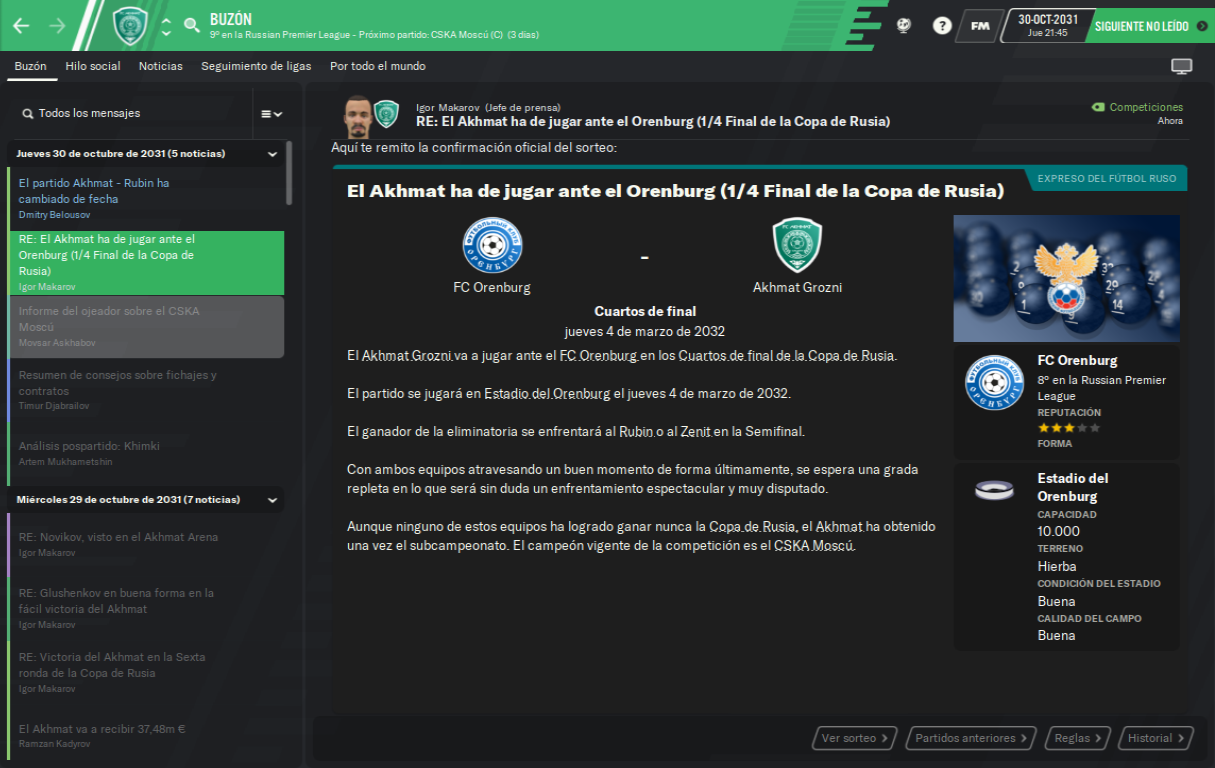 BUZÓN
9º en la Russian Premier League - Próximo partido: CSKA Moscú (C) (3 días)
?
FM
30-OCT-2031
Jue 21:45
SIGUIENTE NO LEÍDO
Buzón
Hilo social
Noticias
Seguimiento de ligas
Por todo el mundo
Todos los mensajes
Jueves 30 de octubre de 2031 (5 noticias)
El partido Akhmat - Rubin ha
cambiado de fecha
Dmitry Belousov
RE: El Akhmat ha de jugar ante el
Orenburg (1/4 Final de la Copa de
Rusia)
Igor Makarov
Informe del ojeador sobre el CSKA
Moscú
Movsar Askhabov
Resumen de consejos sobre fichajes y
contratos
Timur Djabrailov
Análisis pospartido: Khimki
Artem Mukhametshin
Miércoles 29 de octubre de 2031 (7 noticias)
RE: Novikov, visto en el Akhmat Arena
Igor Makarov
RE: Glushenkov en buena forma en la
fácil victoria del Akhmat
Igor Makarov
RE: Victoria del Akhmat en la Sexta
ronda de la Copa de Rusia
Igor Makarov
El Akhmat va a recibir 37,48m €
Ramzan Kadyrov
Igor Makarov (Jefe de prensa)
RE: El Akhmat ha de jugar ante el Orenburg (1/4 Final de la Copa de Rusia)
Competiciones
Ahora
Aquí te remito la confirmación oficial del sorteo:
El Akhmat ha de jugar ante el Orenburg (1/4 Final de la Copa de Rusia)
EXPRESO DEL FÚTBOL RUSO
FC Orenburg
-
Akhmat Grozni
Cuartos de final
jueves 4 de marzo de 2032
El Akhmat Grozni va a jugar ante el FC Orenburg en los Cuartos de final de la Copa de Rusia.
El partido se jugará en Estadio del Orenburg el jueves 4 de marzo de 2032.
El ganador de la eliminatoria se enfrentará al Rubin o al Zenit en la Semifinal.
Con ambos equipos atravesando un buen momento de forma últimamente, se espera una grada
repleta en lo que será sin duda un enfrentamiento espectacular y muy disputado.
Aunque ninguno de estos equipos ha logrado ganar nunca la Copa de Rusia, el Akhmat ha obtenido
una vez el subcampeonato. El campeón vigente de la competición es el CSKA Moscú.
FC Orenburg
8º en la Russian Premier
League
REPUTACIÓN
FORMA
Estadio del
Orenburg
CAPACIDAD
10.000
TERRENO
Hierba
CONDICIÓN DEL ESTADIO
Buena
CALIDAD DEL CAMPO
Buena
Ver sorteo
Partidos anteriores
Reglas
Historial